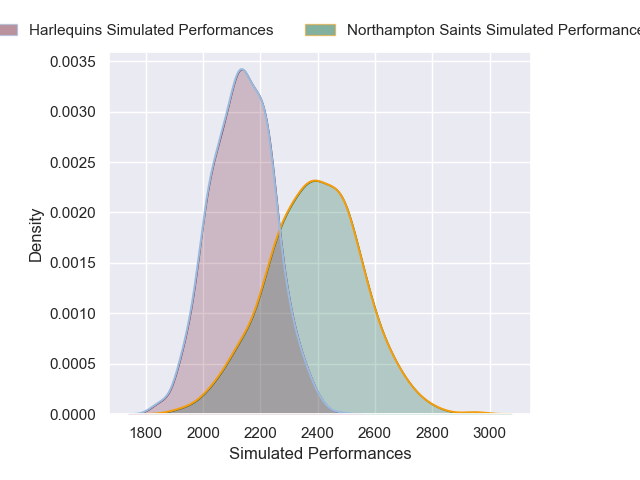 Harlequins Simulated Performances Northampton Saints Simulated Performance
0.0035
0.0030
0.0025
0.0020
0.0015
0.0010
0.0005
0.0000
Density
1800 2000 2200 2400 2600 2800 3000
Simulated Performances